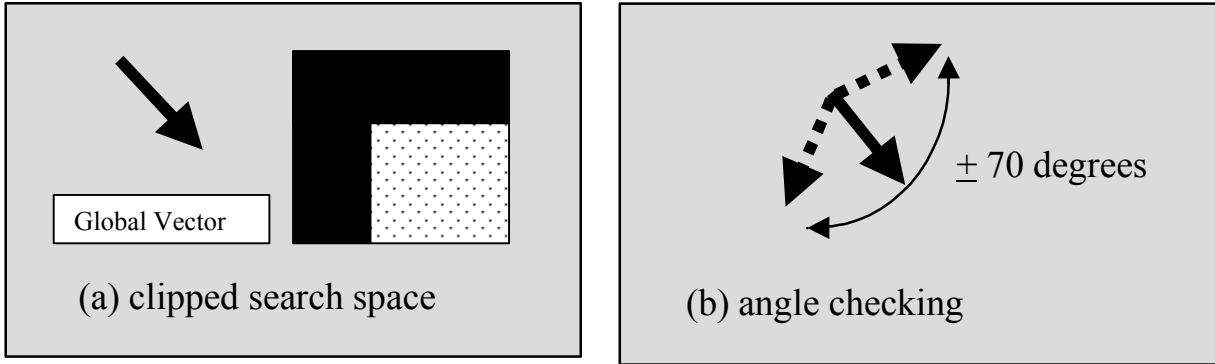 Global Vector
(a) clipped search space
± 70 degrees
(b) angle checking